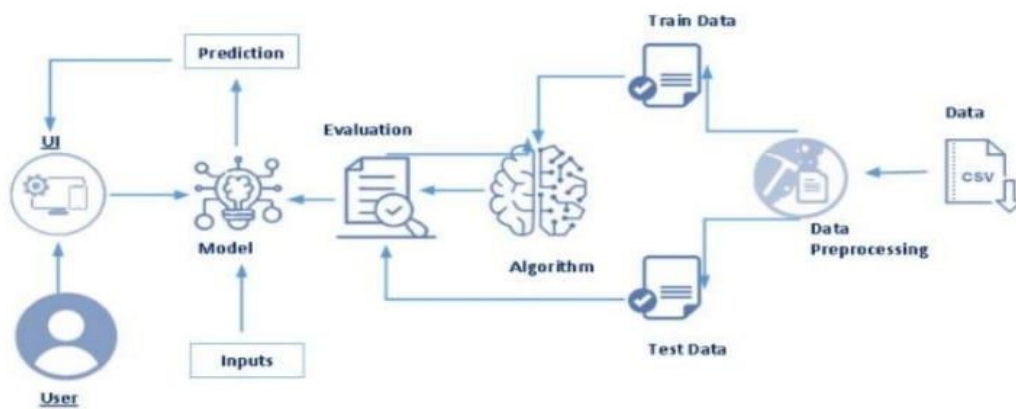 Train Data
Prediction
Evaluation
Data
UI
CSV
Model
Algorithm
Data
Preprocessing
Inputs
Test Data
User